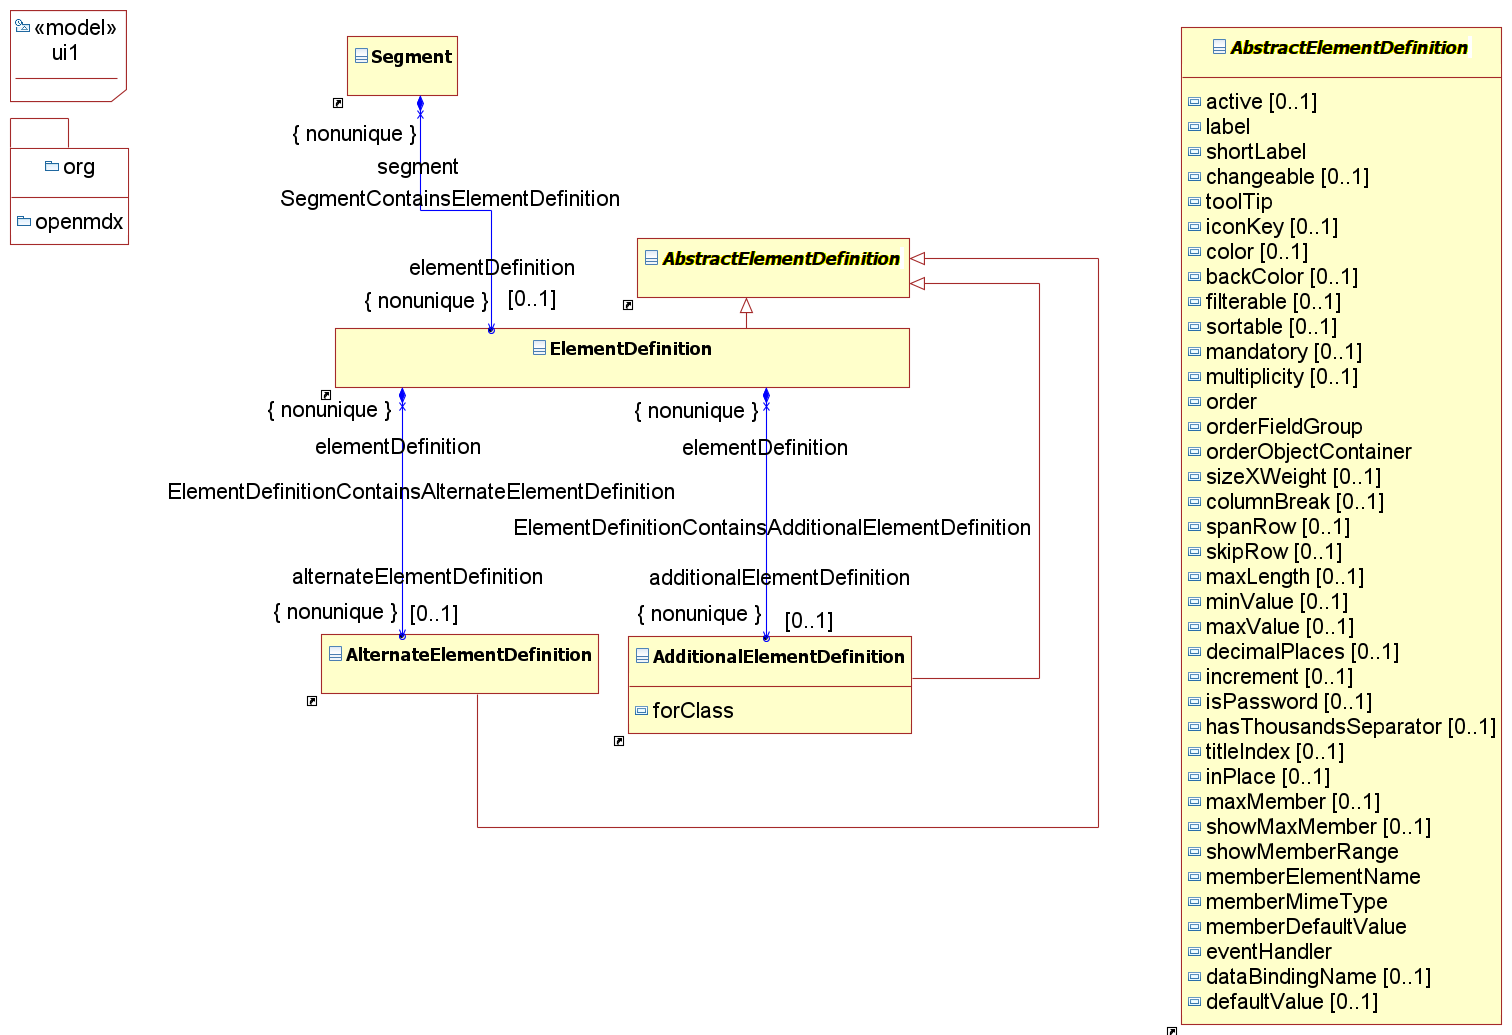 «model»
ui1
org
openmdx
Segment
{ nonunique }
segment
SegmentContainsElementDefinition
elementDefinition
{ nonunique } [0..1]
AbstractElementDefinition
ElementDefinition
{ nonunique }
elementDefinition
ElementDefinitionContainsAlternateElementDefinition
alternateElementDefinition
{ nonunique } [0..1]
AlternateElementDefinition
{ nonunique }
elementDefinition
ElementDefinitionContainsAdditionalElementDefinition
additionalElementDefinition
{ nonunique } [0..1]
AdditionalElementDefinition
forClass
AbstractElementDefinition
active [0..1]
label
shortLabel
changeable [0..1]
toolTip
iconKey [0..1]
color [0..1]
backColor [0..1]
filterable [0..1]
sortable [0..1]
mandatory [0..1]
multiplicity [0..1]
order
orderFieldGroup
orderObjectContainer
sizeXWeight [0..1]
columnBreak [0..1]
spanRow [0..1]
skipRow [0..1]
maxLength [0..1]
minValue [0..1]
maxValue [0..1]
decimalPlaces [0..1]
increment [0..1]
isPassword [0..1]
hasThousandsSeparator [0..1]
titleIndex [0..1]
inPlace [0..1]
maxMember [0..1]
showMaxMember [0..1]
showMemberRange
memberElementName
memberMimeType
memberDefaultValue
eventHandler
dataBindingName [0..1]
defaultValue [0..1]